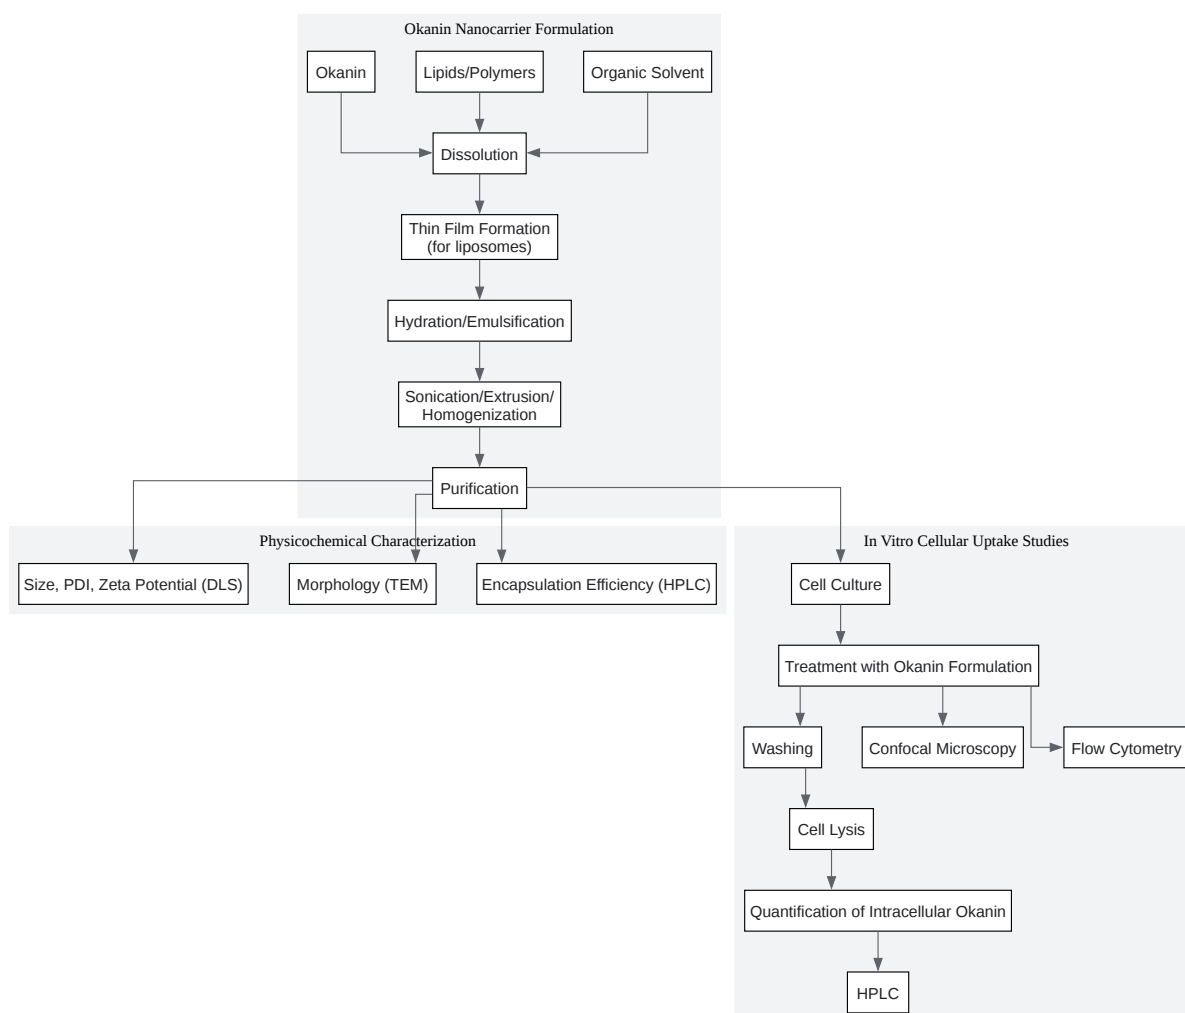 Okanin Nanocarrier Formulation
Okanin
Lipids/Polymers
Organic Solvent
Dissolution
Thin Film Formation
(for liposomes)
Hydration/Emulsification
Sonication/Extrusion/
Homogenization
Purification
Physicochemical Characterization
Size, PDI, Zeta Potential (DLS)
Morphology (TEM)
Encapsulation Efficiency (HPLC)
In Vitro Cellular Uptake Studies
Cell Culture
Treatment with Okanin Formulation
Washing
Confocal Microscopy
Flow Cytometry
Cell Lysis
Quantification of Intracellular Okanin
HPLC